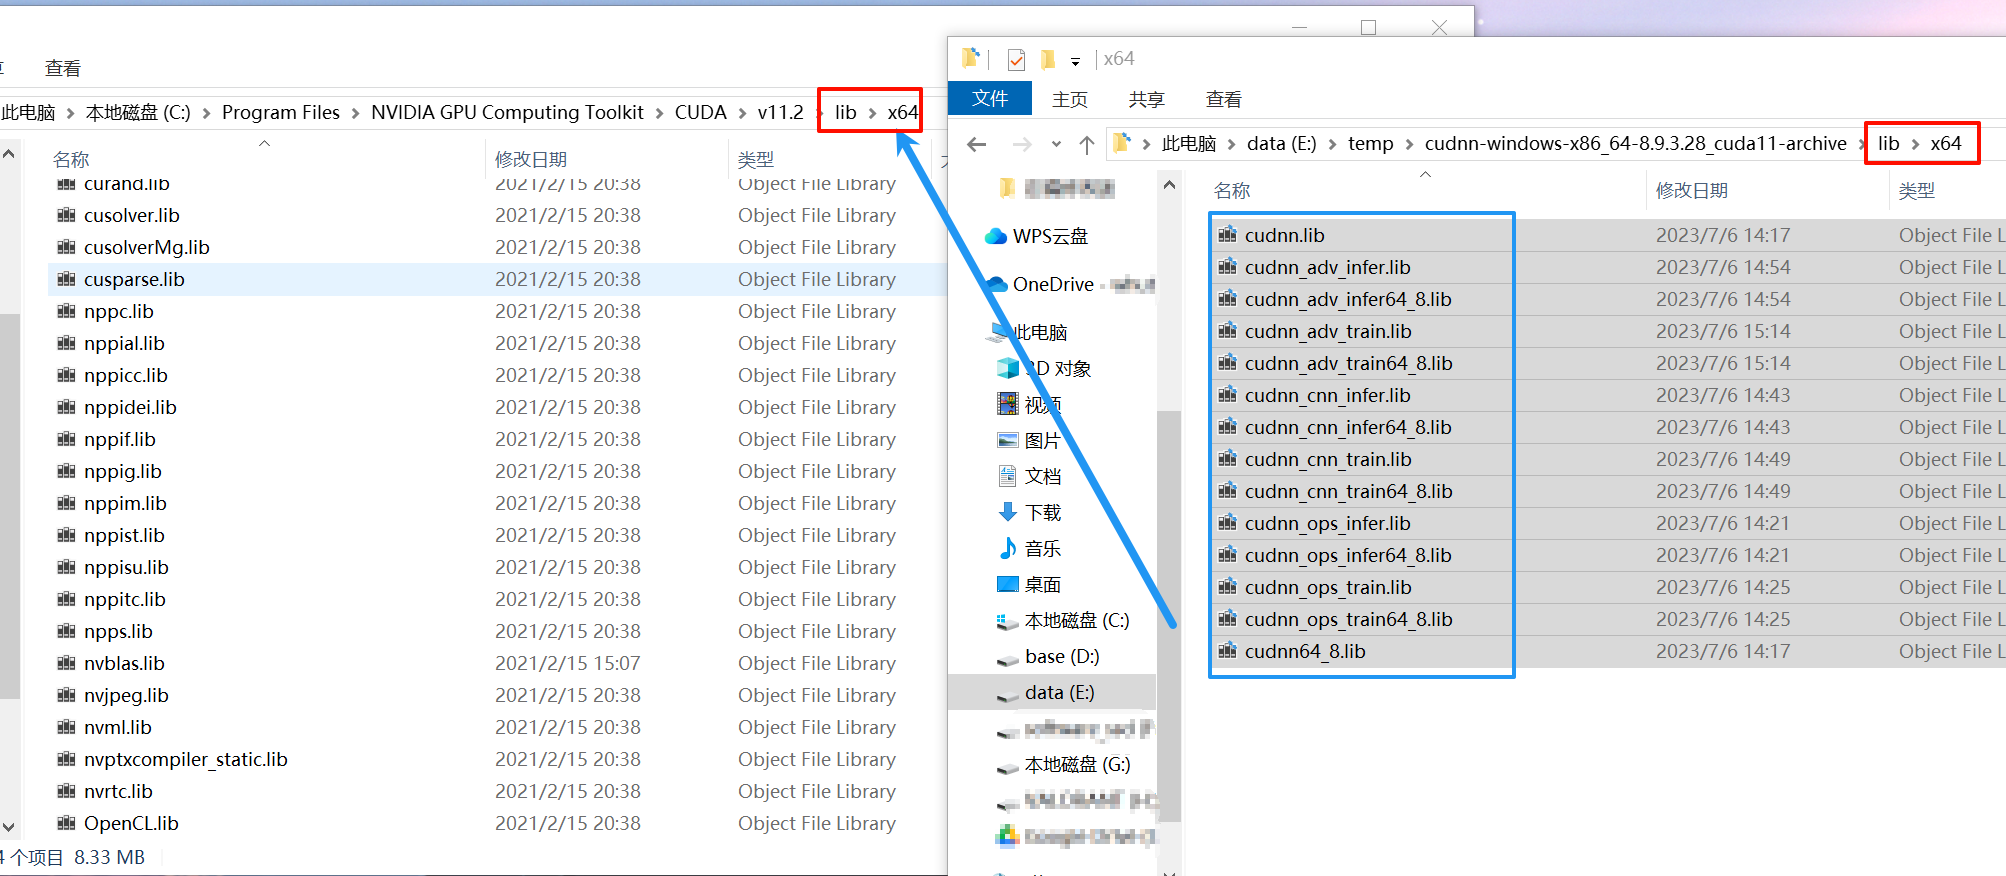 查看
此电脑 本地磁盘 (C:) Program Files NVIDIA GPU Computing Toolkit CUDA v11.2 lib x64
名称 修改日期 类型
curand.lib 2021/2/15 20:38 Object File Library
cusolver.lib 2021/2/15 20:38 Object File Library
cusolverMg.lib 2021/2/15 20:38 Object File Library
cusparse.lib 2021/2/15 20:38 Object File Library
nppc.lib 2021/2/15 20:38 Object File Library
nppial.lib 2021/2/15 20:38 Object File Library
nppicc.lib 2021/2/15 20:38 Object File Library
nppidei.lib 2021/2/15 20:38 Object File Library
nppif.lib 2021/2/15 20:38 Object File Library
nppig.lib 2021/2/15 20:38 Object File Library
nppim.lib 2021/2/15 20:38 Object File Library
nppist.lib 2021/2/15 20:38 Object File Library
nppisu.lib 2021/2/15 20:38 Object File Library
nppitc.lib 2021/2/15 20:38 Object File Library
npps.lib 2021/2/15 20:38 Object File Library
nvblas.lib 2021/2/15 15:07 Object File Library
nvjpeg.lib 2021/2/15 20:38 Object File Library
nvml.lib 2021/2/15 20:38 Object File Library
nvptxcompiler_static.lib 2021/2/15 20:38 Object File Library
nvrtc.lib 2021/2/15 20:38 Object File Library
OpenCL.lib 2021/2/15 20:38 Object File Library
个项目 8.33 MB
x64
文件 主页 共享 查看
此电脑 data (E:) temp cudnn-windows-x86_64-8.9.3.28_cuda11-archive lib x64
WPS云盘
OneDrive -
此电脑
3D 对象
视频
图片
文档
下载
音乐
桌面
本地磁盘 (C:)
base (D:)
data (E:)
本地磁盘 (G:)
名称 修改日期 类型
cudnn.lib 2023/7/6 14:17 Object File L
cudnn_adv_infer.lib 2023/7/6 14:54 Object File L
cudnn_adv_infer64_8.lib 2023/7/6 14:54 Object File L
cudnn_adv_train.lib 2023/7/6 15:14 Object File L
cudnn_adv_train64_8.lib 2023/7/6 15:14 Object File L
cudnn_cnn_infer.lib 2023/7/6 14:43 Object File L
cudnn_cnn_infer64_8.lib 2023/7/6 14:43 Object File L
cudnn_cnn_train.lib 2023/7/6 14:49 Object File L
cudnn_cnn_train64_8.lib 2023/7/6 14:49 Object File L
cudnn_ops_infer.lib 2023/7/6 14:21 Object File L
cudnn_ops_infer64_8.lib 2023/7/6 14:21 Object File L
cudnn_ops_train.lib 2023/7/6 14:25 Object File L
cudnn_ops_train64_8.lib 2023/7/6 14:25 Object File L
cudnn64_8.lib 2023/7/6 14:17 Object File L